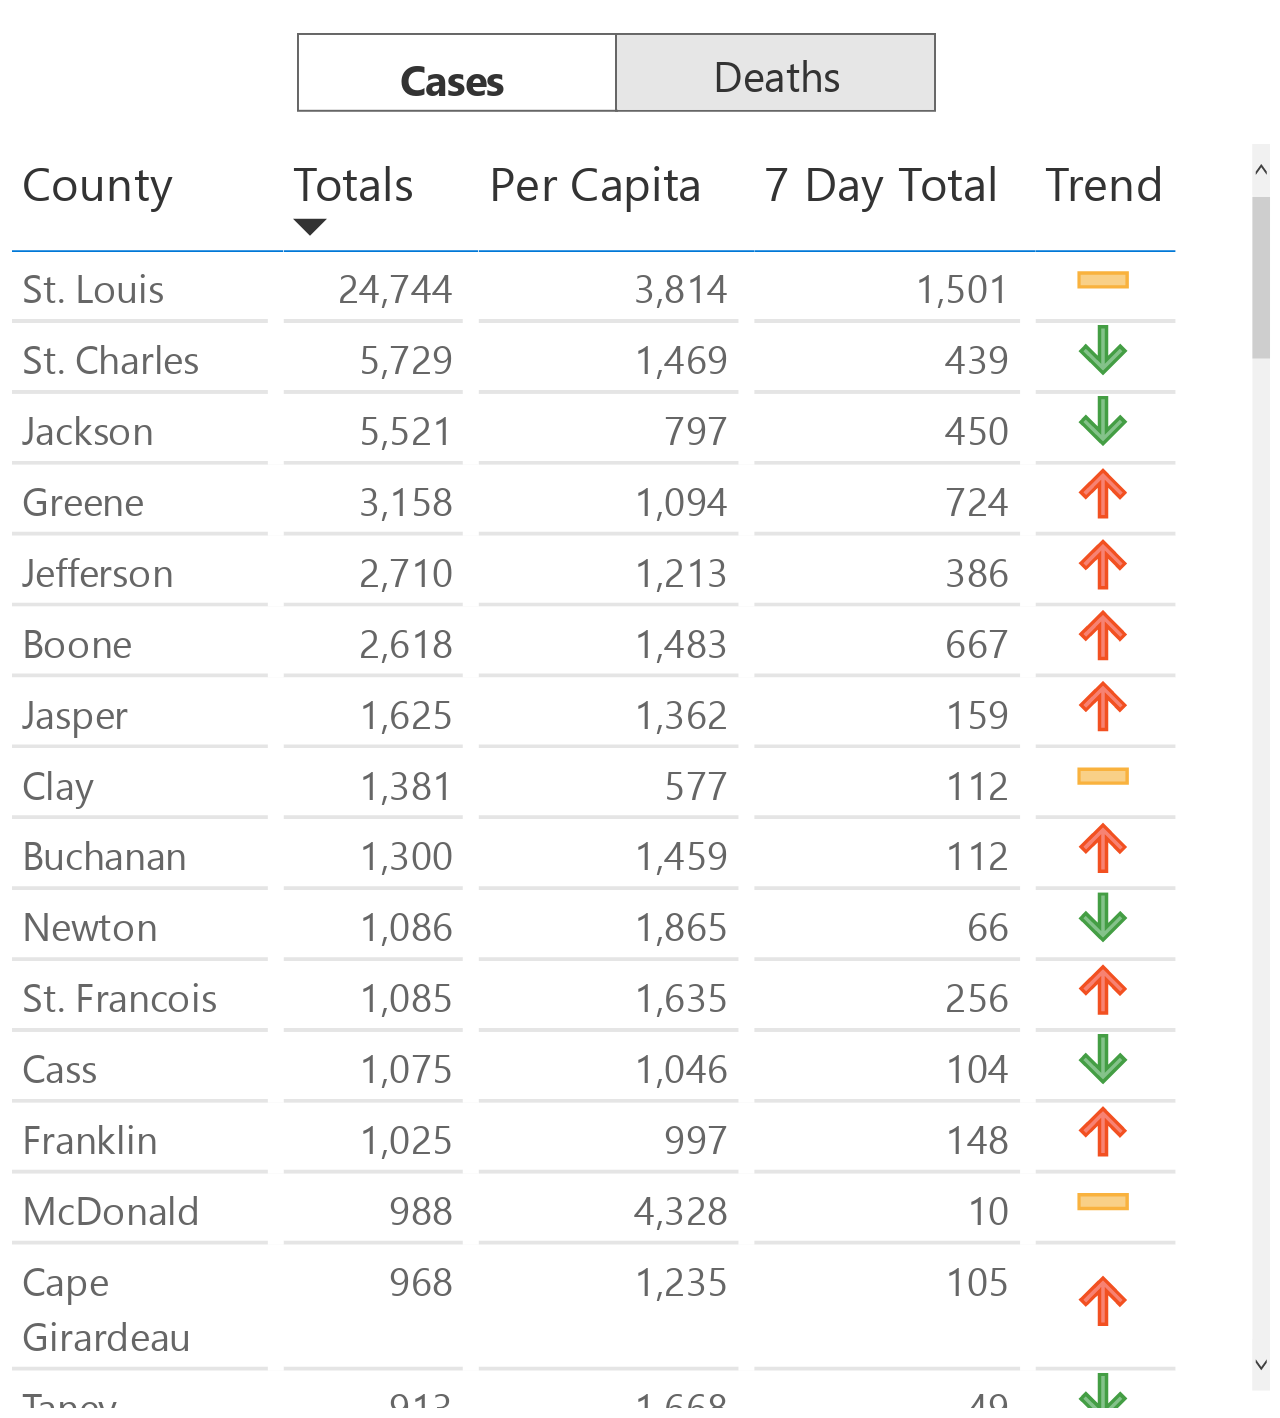 Cases Deaths
County Totals Per Capita 7 Day Total Trend
St. Louis 24,744 3,814 1,501
St. Charles 5,729 1,469 439
Jackson 5,521 797 450
Greene 3,158 1,094 724
Jefferson 2,710 1,213 386
Boone 2,618 1,483 667
Jasper 1,625 1,362 159
Clay 1,381 577 112
Buchanan 1,300 1,459 112
Newton 1,086 1,865 66
St. Francois 1,085 1,635 256
Cass 1,075 1,046 104
Franklin 1,025 997 148
McDonald 988 4,328 10
Cape 968 1,235 105
Girardeau
Taney 913 1,668 49